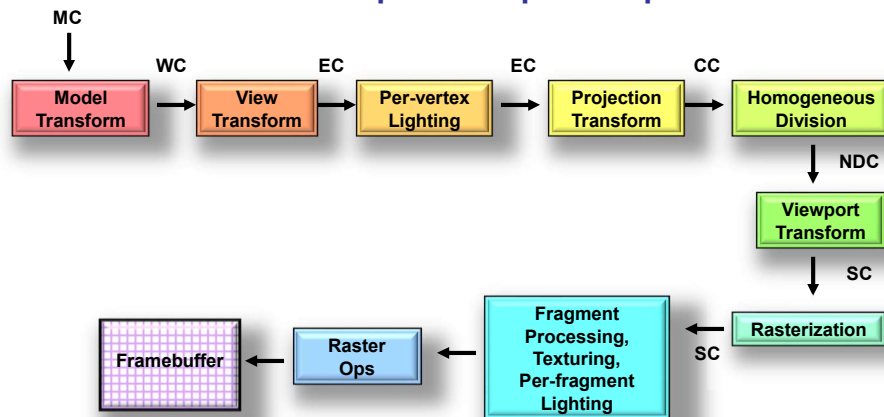 MC
WC
EC
EC
CC
Model
Transform
View
Transform
Per-vertex
Lighting
Projection
Transform
Homogeneous
Division
NDC
Viewport
Transform
SC
Rasterization
SC
Fragment
Processing,
Texturing,
Per-fragment
Lighting
Raster
Ops
Framebuffer